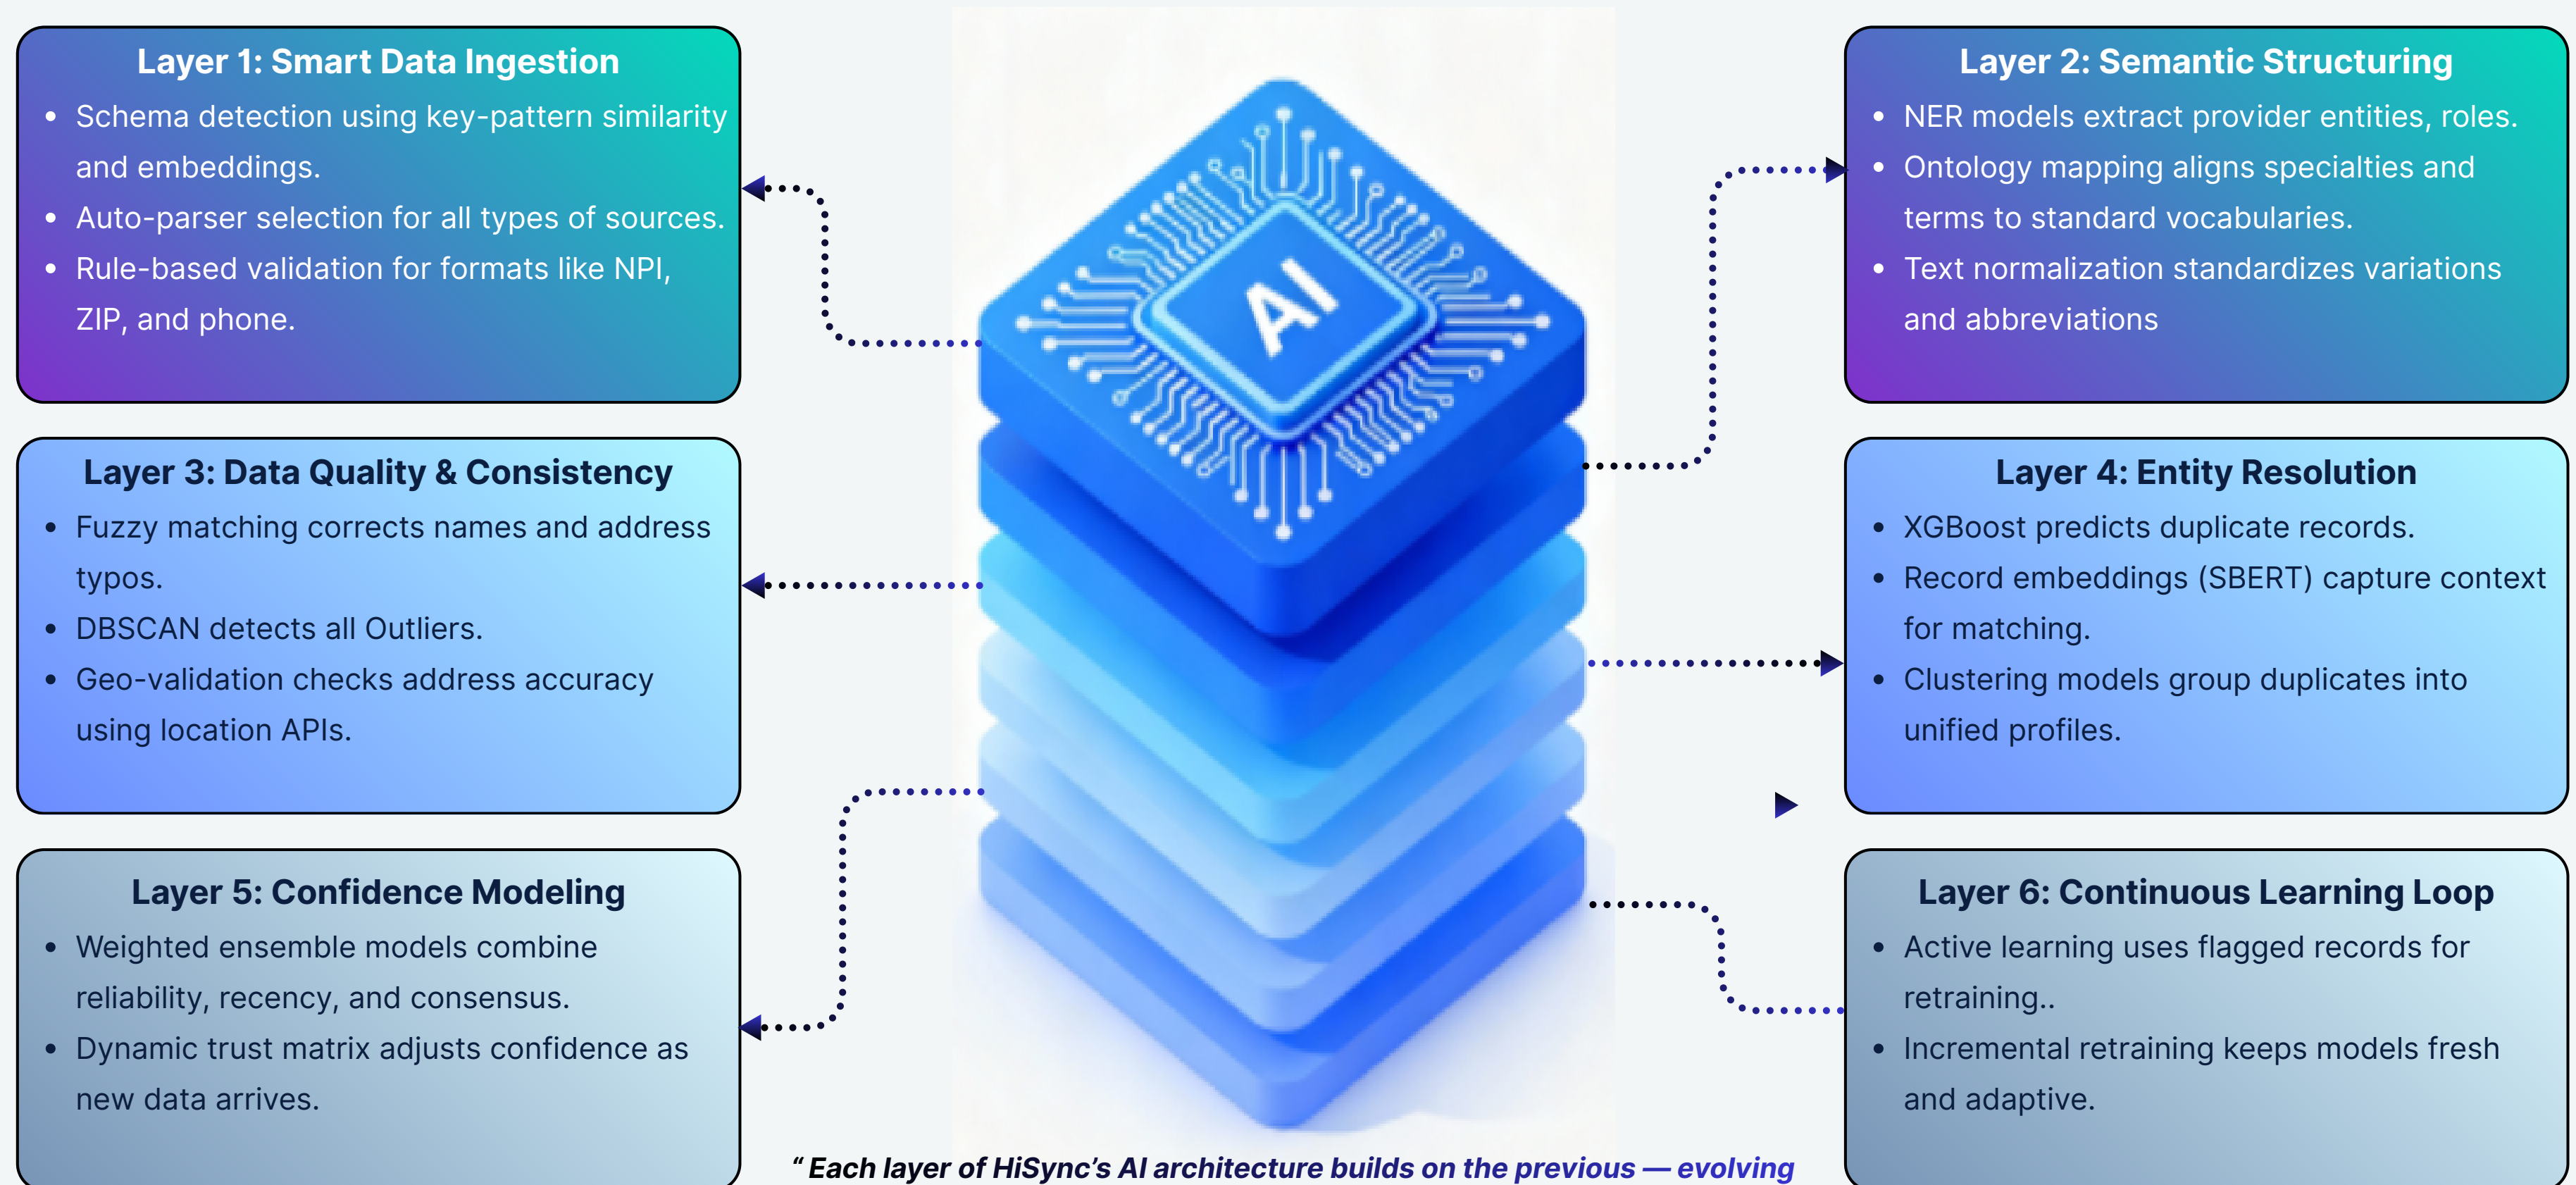 Layer 1: Smart Data Ingestion
• Schema detection using key-pattern similarity
and embeddings.
• Auto-parser selection for all types of sources.
• Rule-based validation for formats like NPI,
ZIP, and phone.
Layer 2: Semantic Structuring
• NER models extract provider entities, roles.
• Ontology mapping aligns specialties and
terms to standard vocabularies.
• Text normalization standardizes variations
and abbreviations
AI
Layer 3: Data Quality & Consistency
• Fuzzy matching corrects names and address
typos.
• DBSCAN detects all Outliers.
• Geo-validation checks address accuracy
using location APIs.
Layer 4: Entity Resolution
• XGBoost predicts duplicate records.
• Record embeddings (SBERT) capture context
for matching.
• Clustering models group duplicates into
unified profiles.
Layer 5: Confidence Modeling
• Weighted ensemble models combine
reliability, recency, and consensus.
• Dynamic trust matrix adjusts confidence as
new data arrives.
Layer 6: Continuous Learning Loop
• Active learning uses flagged records for
retraining..
• Incremental retraining keeps models fresh
and adaptive.
“ Each layer of HiSync’s AI architecture builds on the previous — evolving